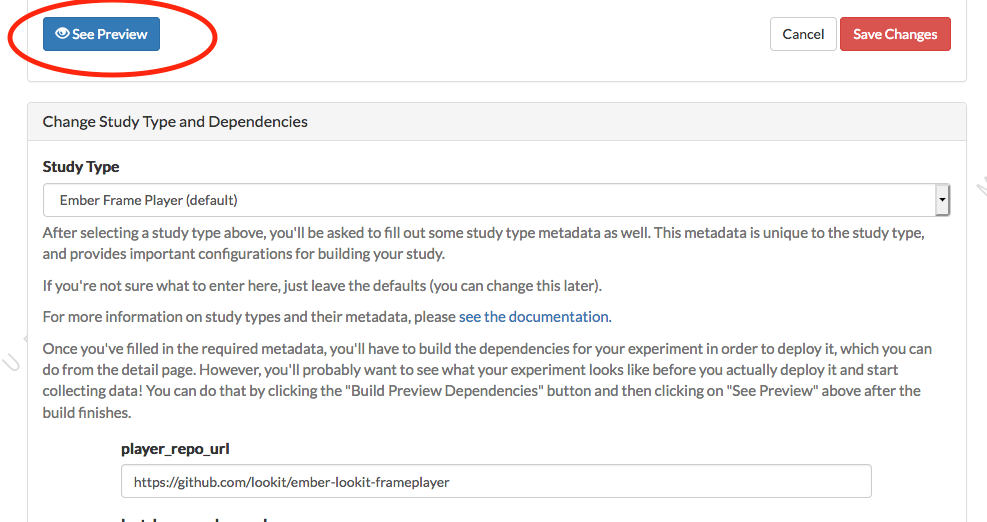 See Preview
Cancel
Save Changes
Change Study Type and Dependencies
Study Type
Ember Frame Player (default)
After selecting a study type above, you'll be asked to fill out some study type metadata as well. This metadata is unique to the study type,
and provides important configurations for building your study.
If you're not sure what to enter here, just leave the defaults (you can change this later).
For more information on study types and their metadata, please see the documentation.
Once you've filled in the required metadata, you'll have to build the dependencies for your experiment in order to deploy it, which you can
do from the detail page. However, you'll probably want to see what your experiment looks like before you actually deploy it and start
collecting data! You can do that by clicking the "Build Preview Dependencies" button and then clicking on "See Preview" above after the
build finishes.
player_repo_url
https://github.com/lookit/ember-lookit-frameplayer